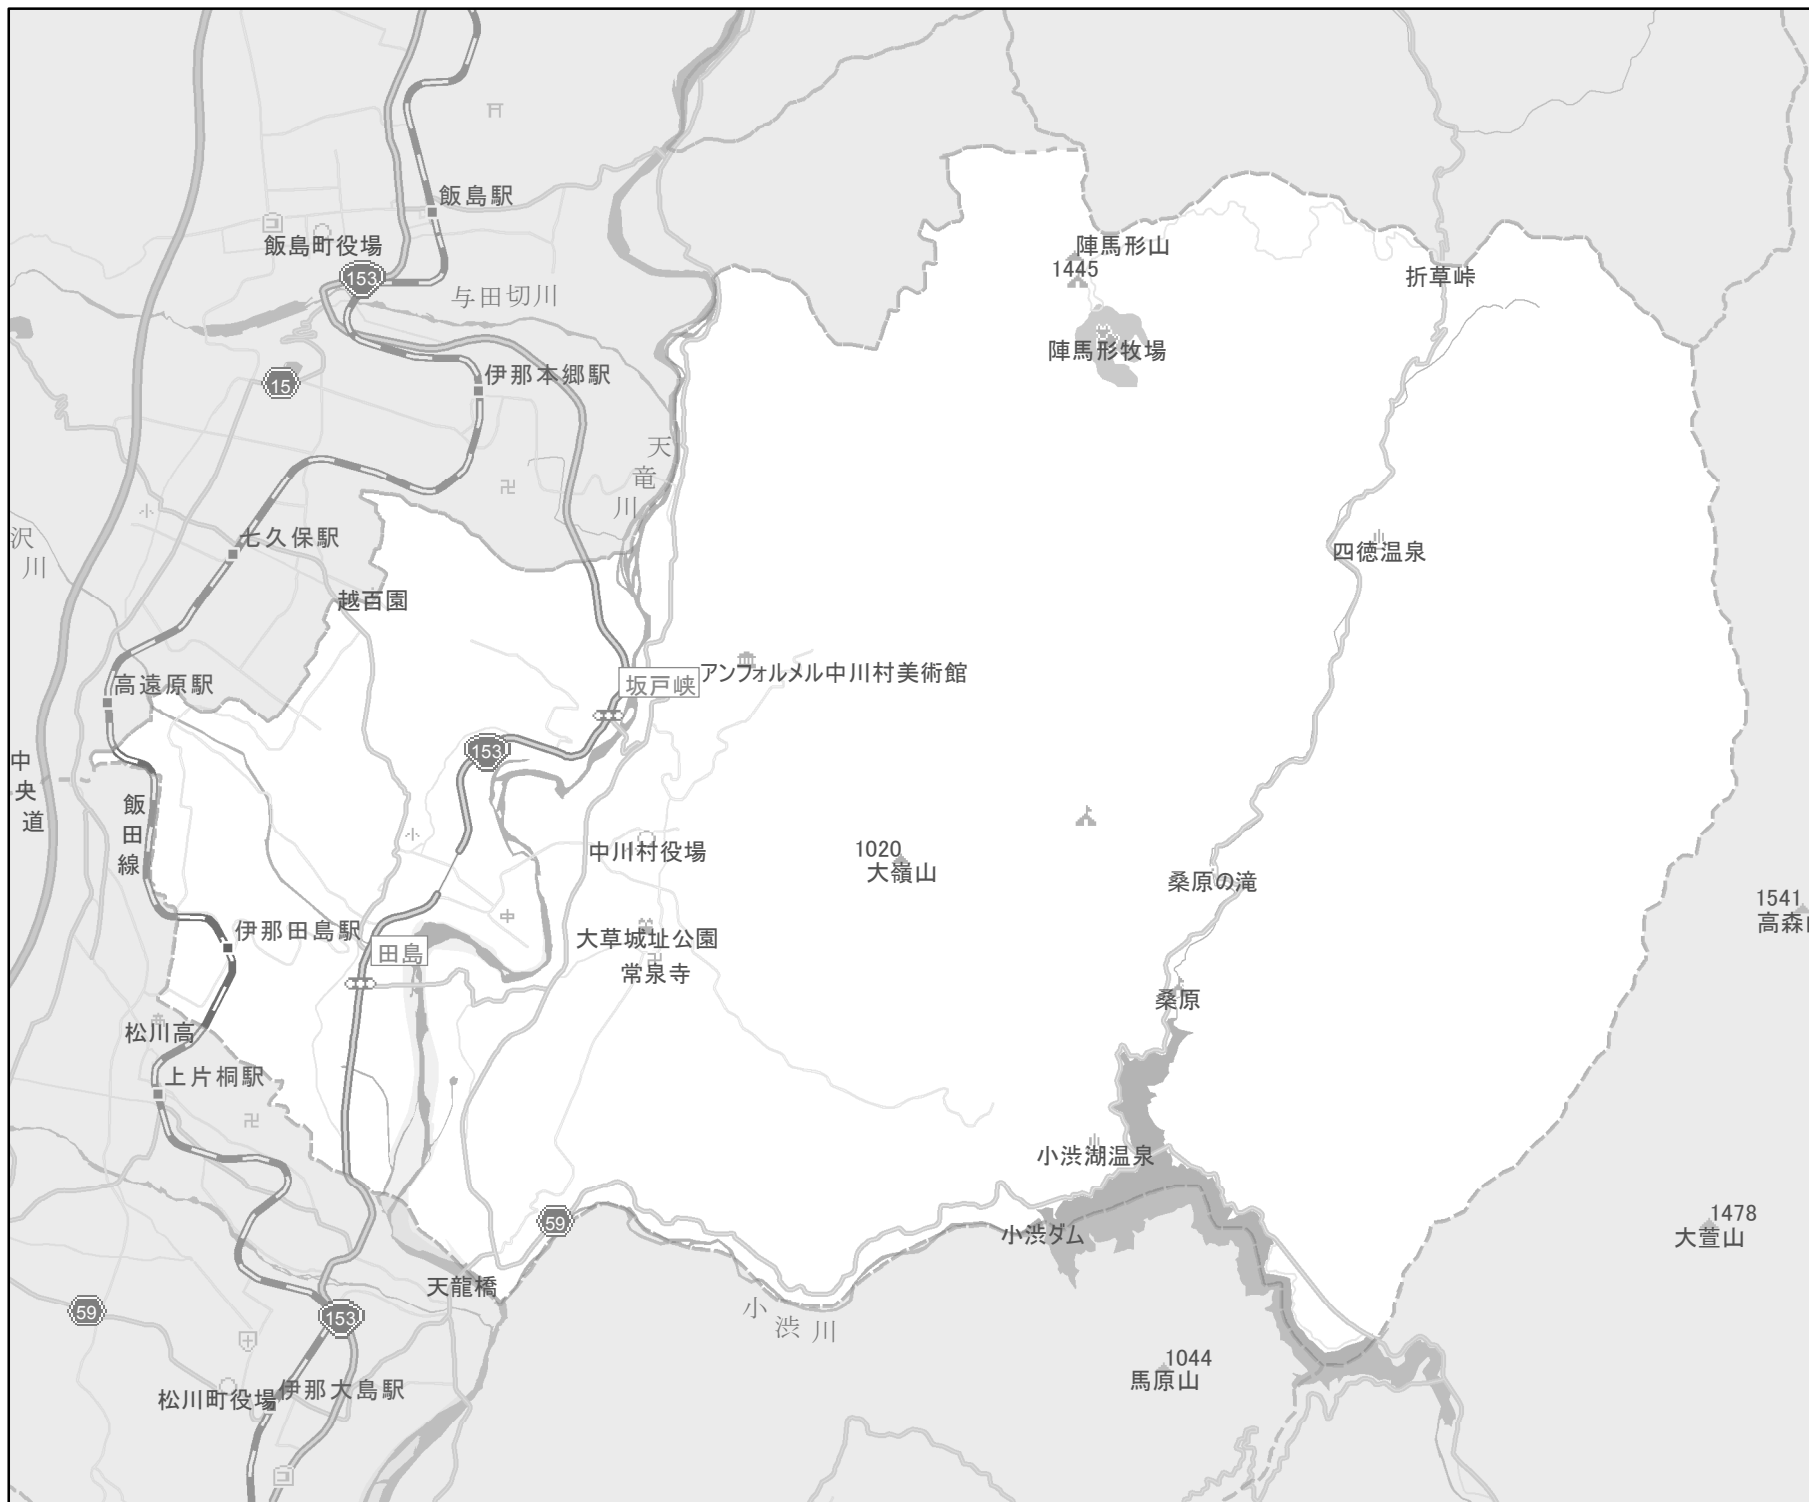 飯島駅
飯島町役場
153
与田切川
陣馬形山
1445
折草峠
陣馬形牧場
15
伊那本郷駅
天竜川
沢川
七久保駅
四徳温泉
越百園
アンフォルメル中川村美術館
坂戸峡
高遠原駅
153
中央道
飯田線
小
小
中
中川村役場
1020
大嶺山
桑原の滝
1541
高森山
伊那田島駅
田島
大草城址公園
常泉寺
桑原
松川高
上片桐駅
小渋湖温泉
59
小渋ダム
1478
大萱山
天龍橋
59
153
小渋川
1044
馬原山
松川町役場
伊那大島駅